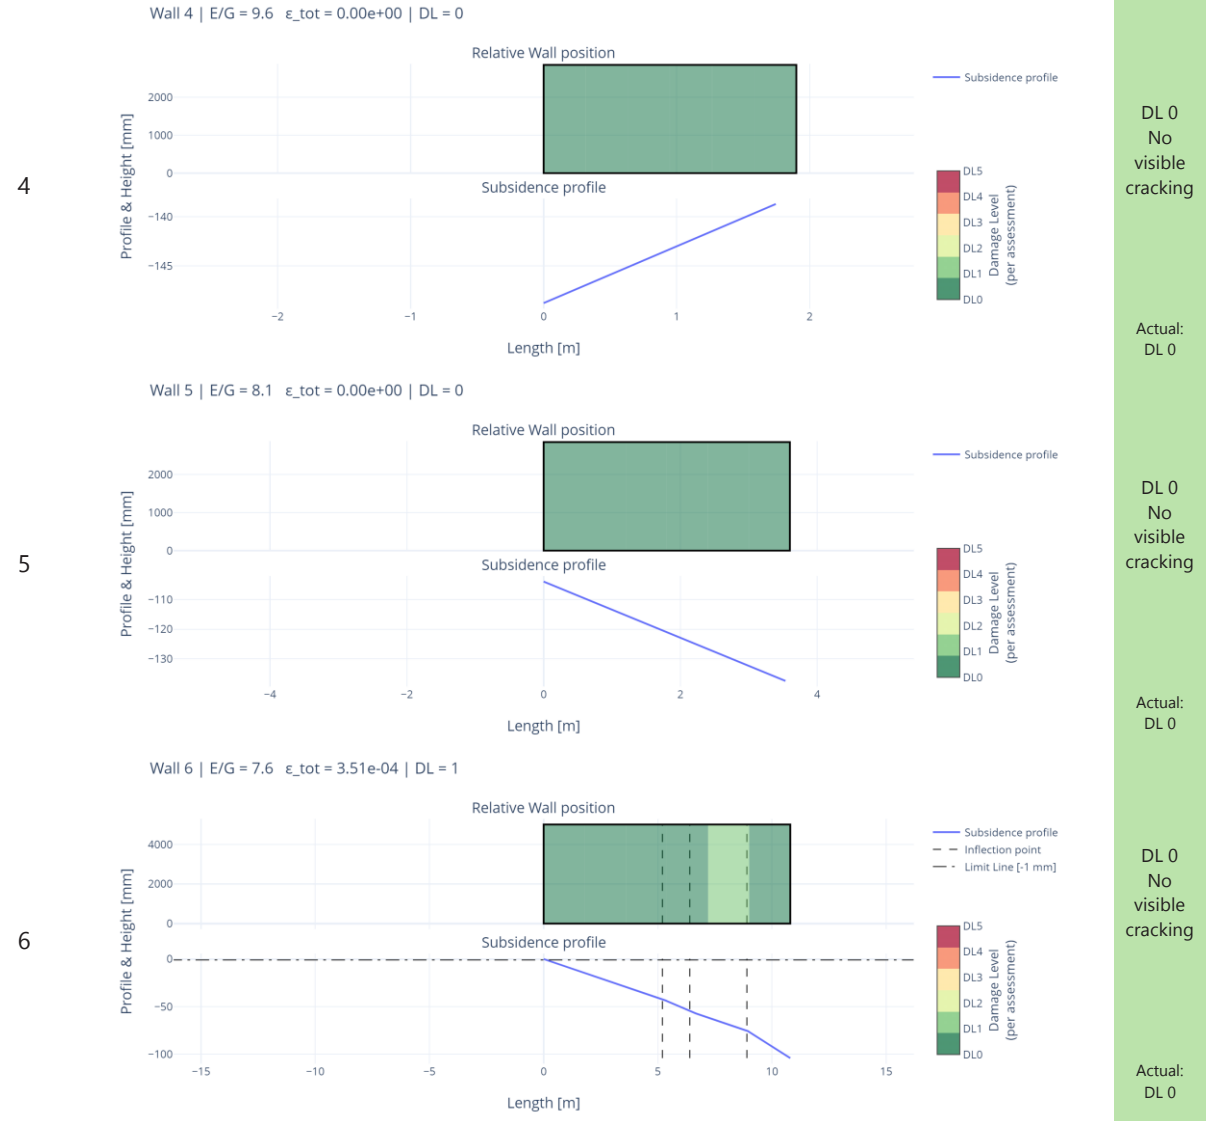 4
Wall 4 | E/G = 9.6   ε_tot = 0.00e+00 | DL = 0
Relative Wall position
Profile & Height [mm]
2000
1000
0
Subsidence profile
−140
−145
−2
−1
0
1
2
Length [m]
Subsidence profile
DL5
DL4
DL3
DL2
DL1
DL0
Damage Level
(per assessment)
DL 0
No
visible
cracking
Actual:
DL 0
5
Wall 5 | E/G = 8.1   ε_tot = 0.00e+00 | DL = 0
Relative Wall position
Profile & Height [mm]
2000
1000
0
Subsidence profile
−110
−120
−130
−4
−2
0
2
4
Length [m]
Subsidence profile
DL5
DL4
DL3
DL2
DL1
DL0
Damage Level
(per assessment)
DL 0
No
visible
cracking
Actual:
DL 0
6
Wall 6 | E/G = 7.6   ε_tot = 3.51e-04 | DL = 1
Relative Wall position
Profile & Height [mm]
4000
2000
0
Subsidence profile
0
−50
−100
−15
−10
−5
0
5
10
15
Length [m]
Subsidence profile
Inflection point
Limit Line [-1 mm]
DL5
DL4
DL3
DL2
DL1
DL0
Damage Level
(per assessment)
DL 0
No
visible
cracking
Actual:
DL 0